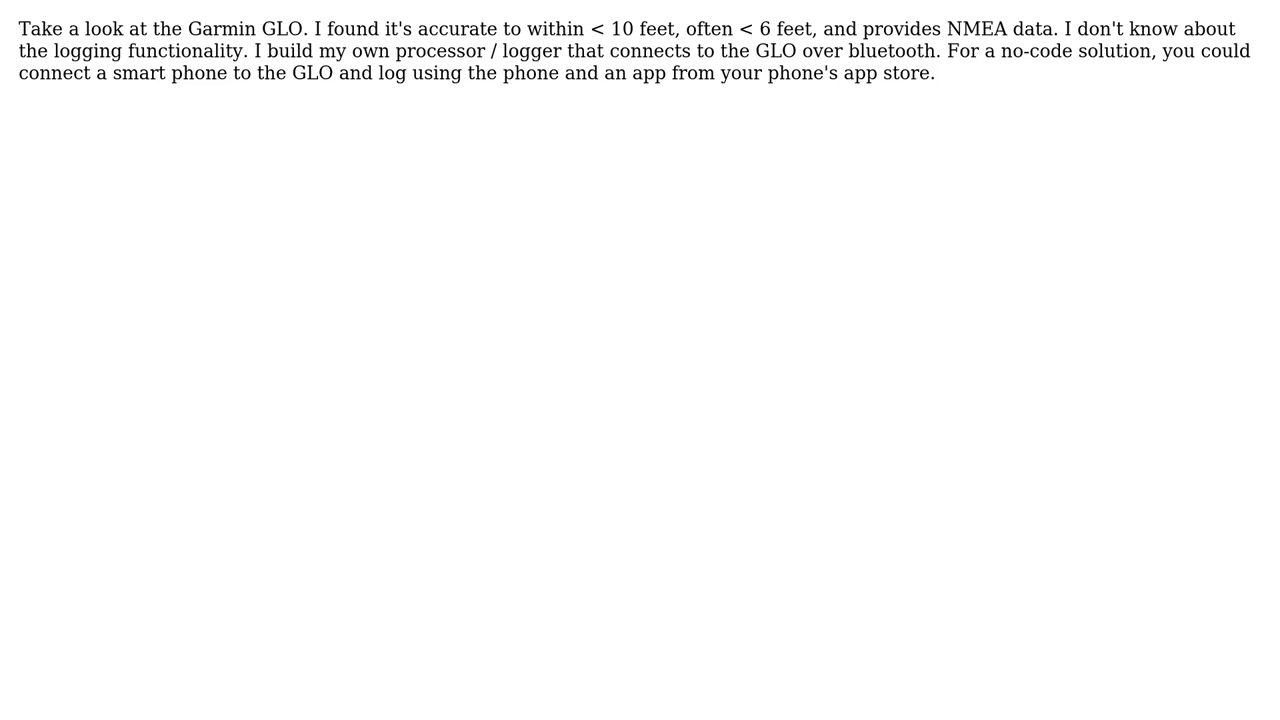 Take a look at the Garmin GLO. I found it's accurate to within < 10 feet, often < 6 feet, and provides NMEA data. I don't know about
the logging functionality. I build my own processor / logger that connects to the GLO over bluetooth. For a no-code solution, you could
connect a smart phone to the GLO and log using the phone and an app from your phone's app store.